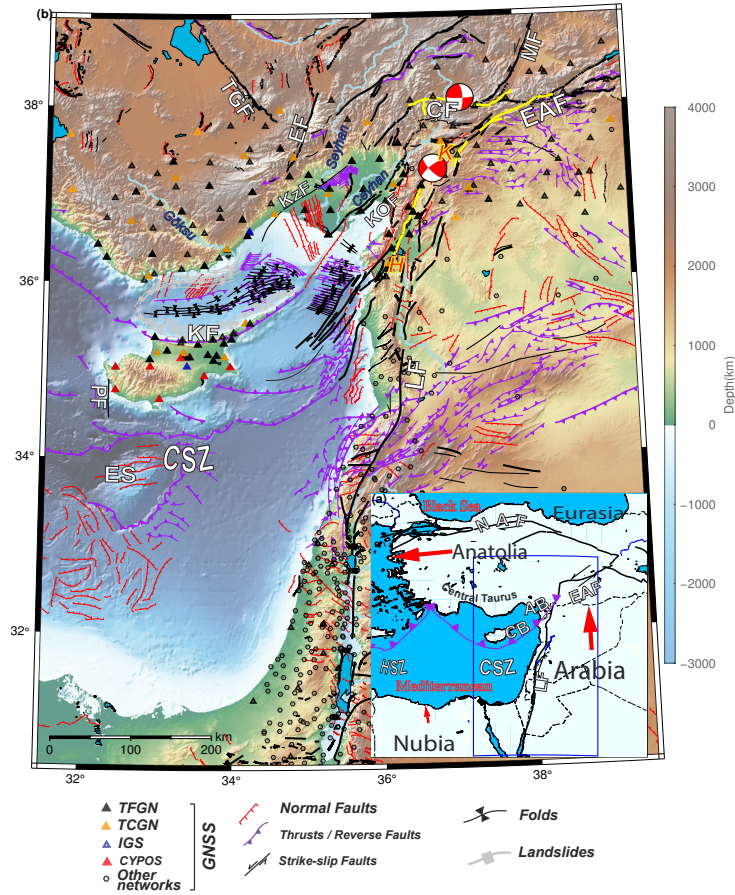 (b)
38°
36°
34°
32°
32°
34°
36°
38°
TGF
EF
MF
CF
EAF
K
Seyhan
Ceyhan
Göksu
KzF
KOF
H
KF
PF
LF
CSZ
ES
0
100
200
km
4000
3000
2000
1000
0
−1000
−2000
−3000
Depth(km)
(a)
Black Sea
Eurasia
NAF
Anatolia
Central Taurus
AB
EAF
CB
HSZ
CSZ
LF
Arabia
Mediterranean
Nubia
TFGN
TCGN
IGS
CYPOS
Other
networks
GNSS
Normal Faults
Thrusts / Reverse Faults
Strike-slip Faults
Folds
Landslides